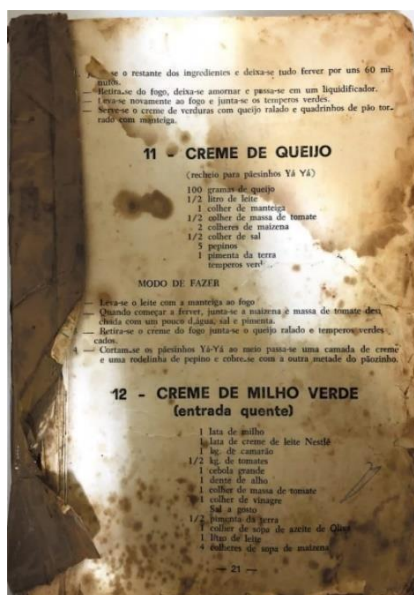 se o restante dos ingredientes e deixa-se tudo ferver por uns 60 mi-
nutos.
— Retira-se do fogo, deixa-se amornar e passa-se em um liquidificador.
— Leva-se novamente ao fogo e junta-se os temperos verdes.
— Serve-se o creme de verduras com queijo ralado e quadrinhos de pão tor-
rado com manteiga.
11 - CREME DE QUEIJO
(recheio para pãesinhos Yá Yá)
100 gramas de queijo
1/2 litro de leite
1 colher de manteiga
1/2 colher de massa de tomate
2 colheres de maizena
1/2 colher de sal
5 pepinos
1 pimenta da terra
temperos verd
MODO DE FAZER
— Leva-se o leite com a manteiga ao fogo
— Quando começar a ferver, junta-se a maizena e massa de tomate des-
chada com um pouco d,água, sal e pimenta.
— Retira-se o creme do fogo junta-se o queijo ralado e temperos verdes
cados.
4 — Cortam-se os pãesinhos Yá-Yá ao meio passa-se uma camada de creme
e uma rodelinha de pepino e cobre-se com a outra metade do pãozinho.
12 - CREME DE MILHO VERDE
(entrada quente)
1 lata de milho
1 lata de creme de leite Nestlé
1 kg. de camarão
1/2 kg. de tomates
1 cebola grande
1 dente de alho
1 colher de massa de tomate
1 colher de vinagre
Sal a gosto
1/2 pimenta da terra
1 colher de sopa de azeite de Oliva
1 litro de leite
4 colheres de sopa de maizena
— 21 —